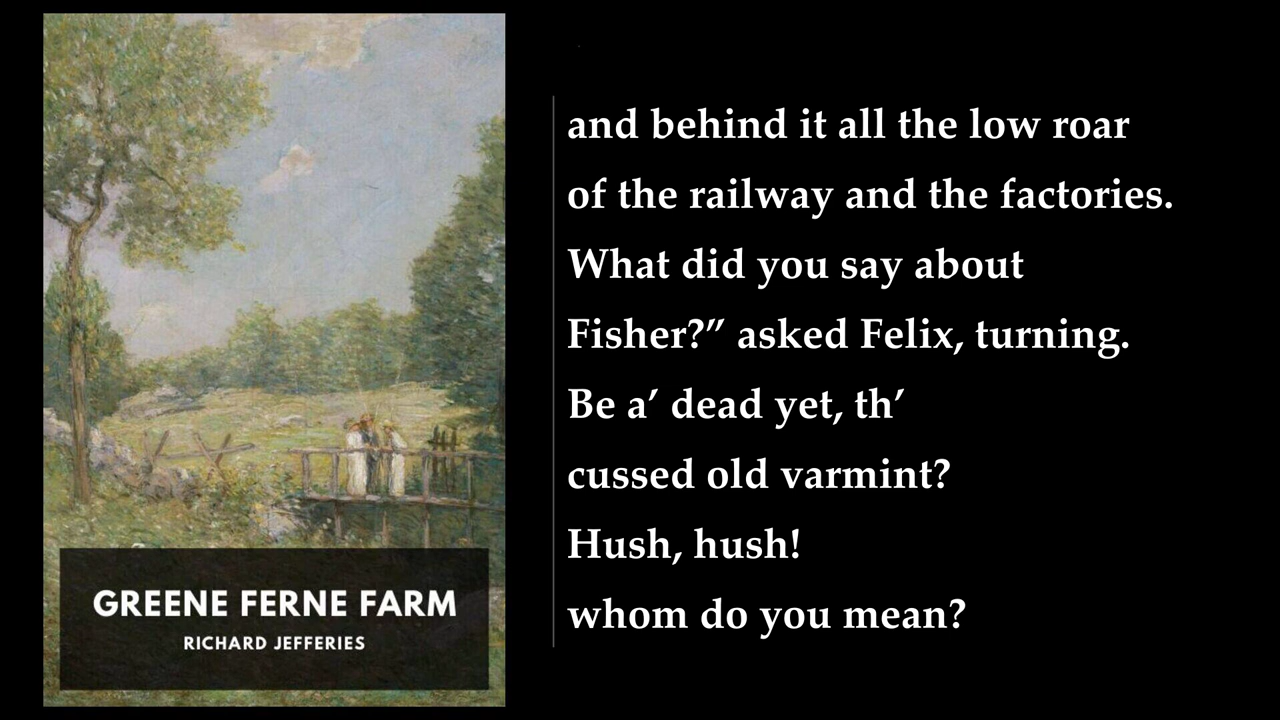 GREENE FERNE FARM
RICHARD JEFFERIES
and behind it all the low roar
of the railway and the factories.
What did you say about
Fisher?” asked Felix, turning.
Be a’ dead yet, th’
cussed old varmint?
Hush, hush!
whom do you mean?